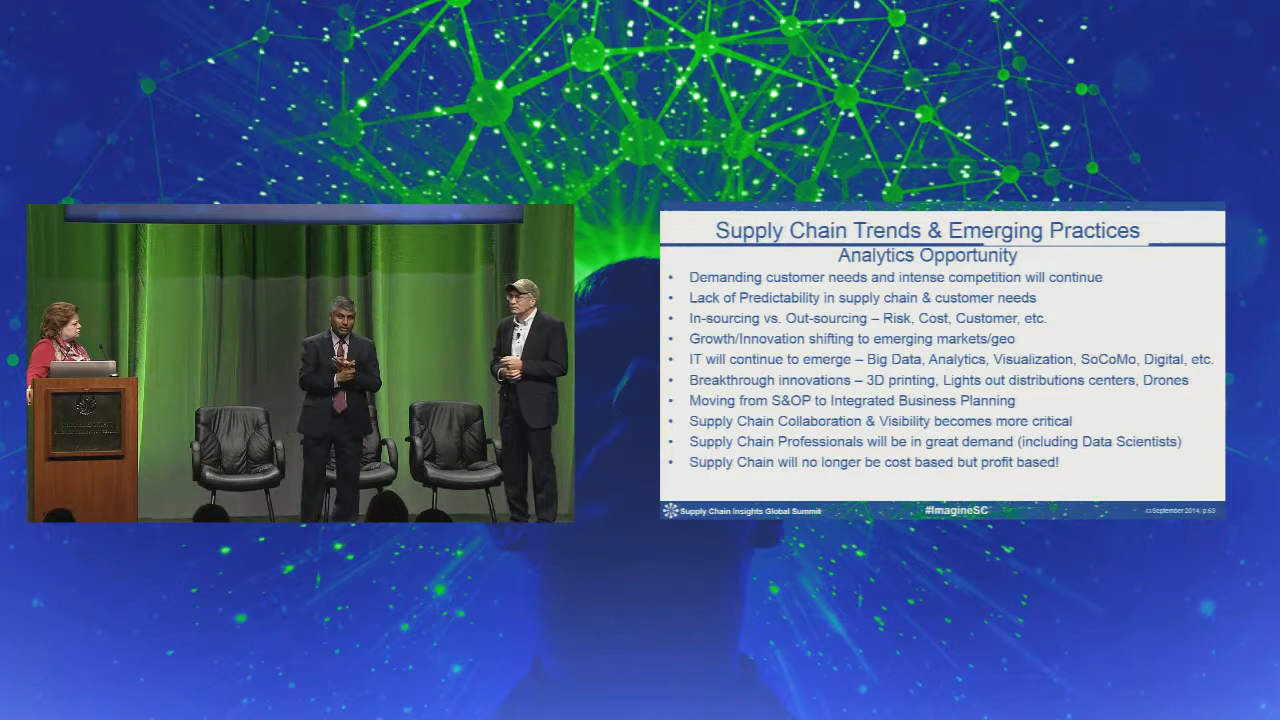 Supply Chain Trends & Emerging Practices
Analytics Opportunity
• Demanding customer needs and intense competition will continue
• Lack of Predictability in supply chain & customer needs
• In-sourcing vs. Out-sourcing – Risk, Cost, Customer, etc.
• Growth/Innovation shifting to emerging markets/geo
• IT will continue to emerge – Big Data, Analytics, Visualization, SoCoMo, Digital, etc.
• Breakthrough innovations – 3D printing, Lights out distributions centers, Drones
• Moving from S&OP to Integrated Business Planning
• Supply Chain Collaboration & Visibility becomes more critical
• Supply Chain Professionals will be in great demand (including Data Scientists)
• Supply Chain will no longer be cost based but profit based!
Supply Chain Insights Global Summit
#ImagineSC
September 2014, p.63